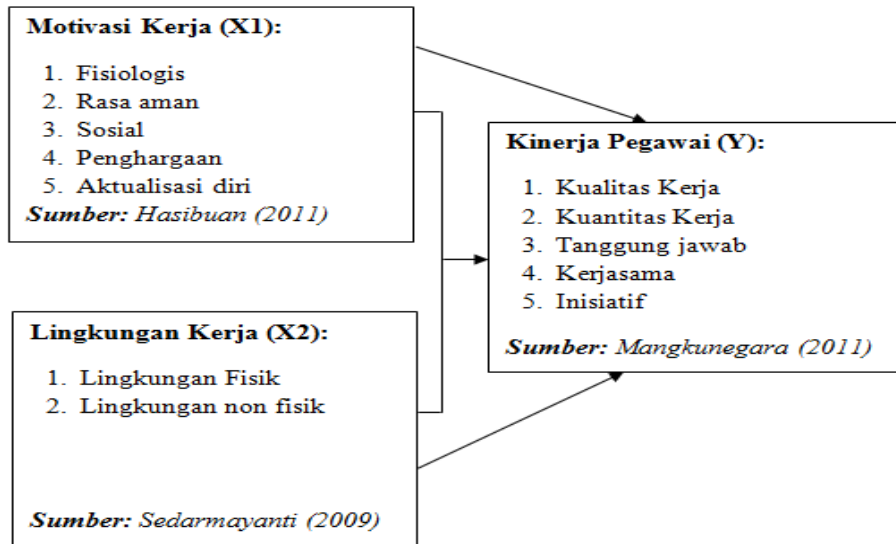 Motivasi Kerja (X1):
1. Fisiologis
2. Rasa aman
3. Sosial
4. Penghargaan
5. Aktualisasi diri
Sumber: Hasibuan (2011)
Lingkungan Kerja (X2):
1. Lingkungan Fisik
2. Lingkungan non fisik
Sumber: Sedarmayanti (2009)
Kinerja Pegawai (Y):
1. Kualitas Kerja
2. Kuantitas Kerja
3. Tanggung jawab
4. Kerjasama
5. Inisiatif
Sumber: Mangkunegara (2011)